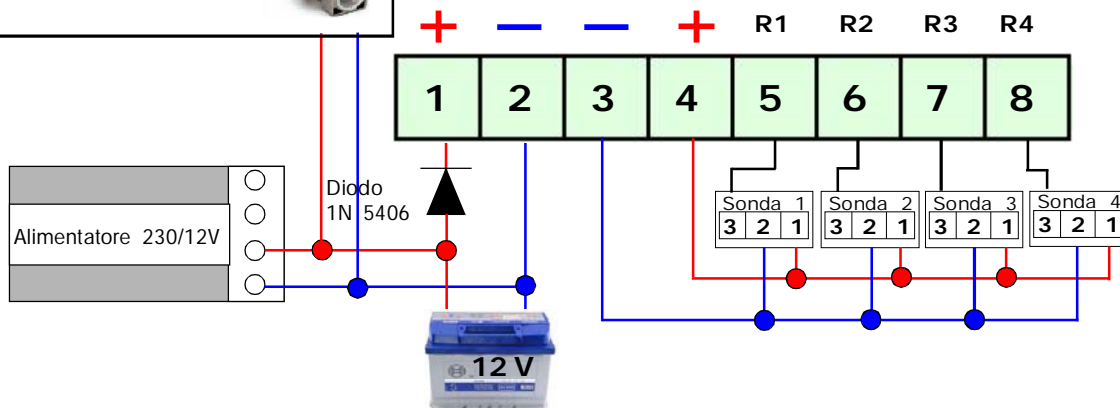 + — — + R1 R2 R3 R4
1 2 3 4 5 6 7 8
Diodo
1N 5406
Alimentatore 230/12V
Sonda 1
3 2 1
Sonda 2
3 2 1
Sonda 3
3 2 1
Sonda 4
3 2 1
12 V